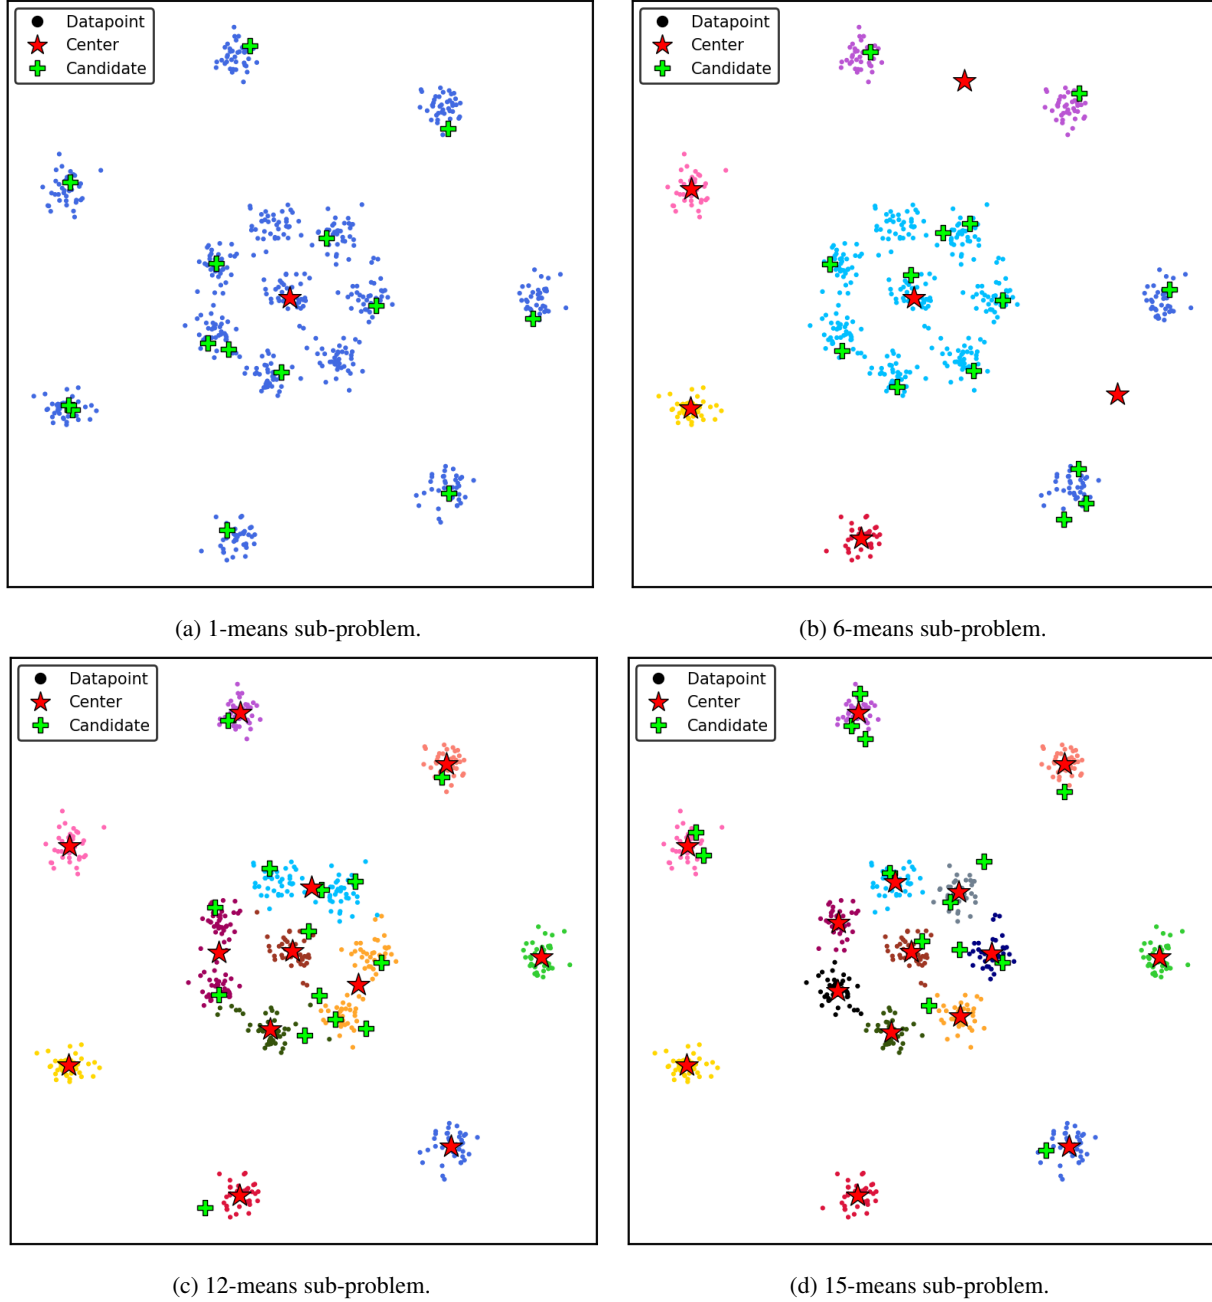 Datapoint
Center
Candidate
Datapoint
Center
Candidate
(a) 1-means sub-problem.
(b) 6-means sub-problem.
Datapoint
Center
Candidate
Datapoint
Center
Candidate
(c) 12-means sub-problem.
(d) 15-means sub-problem.